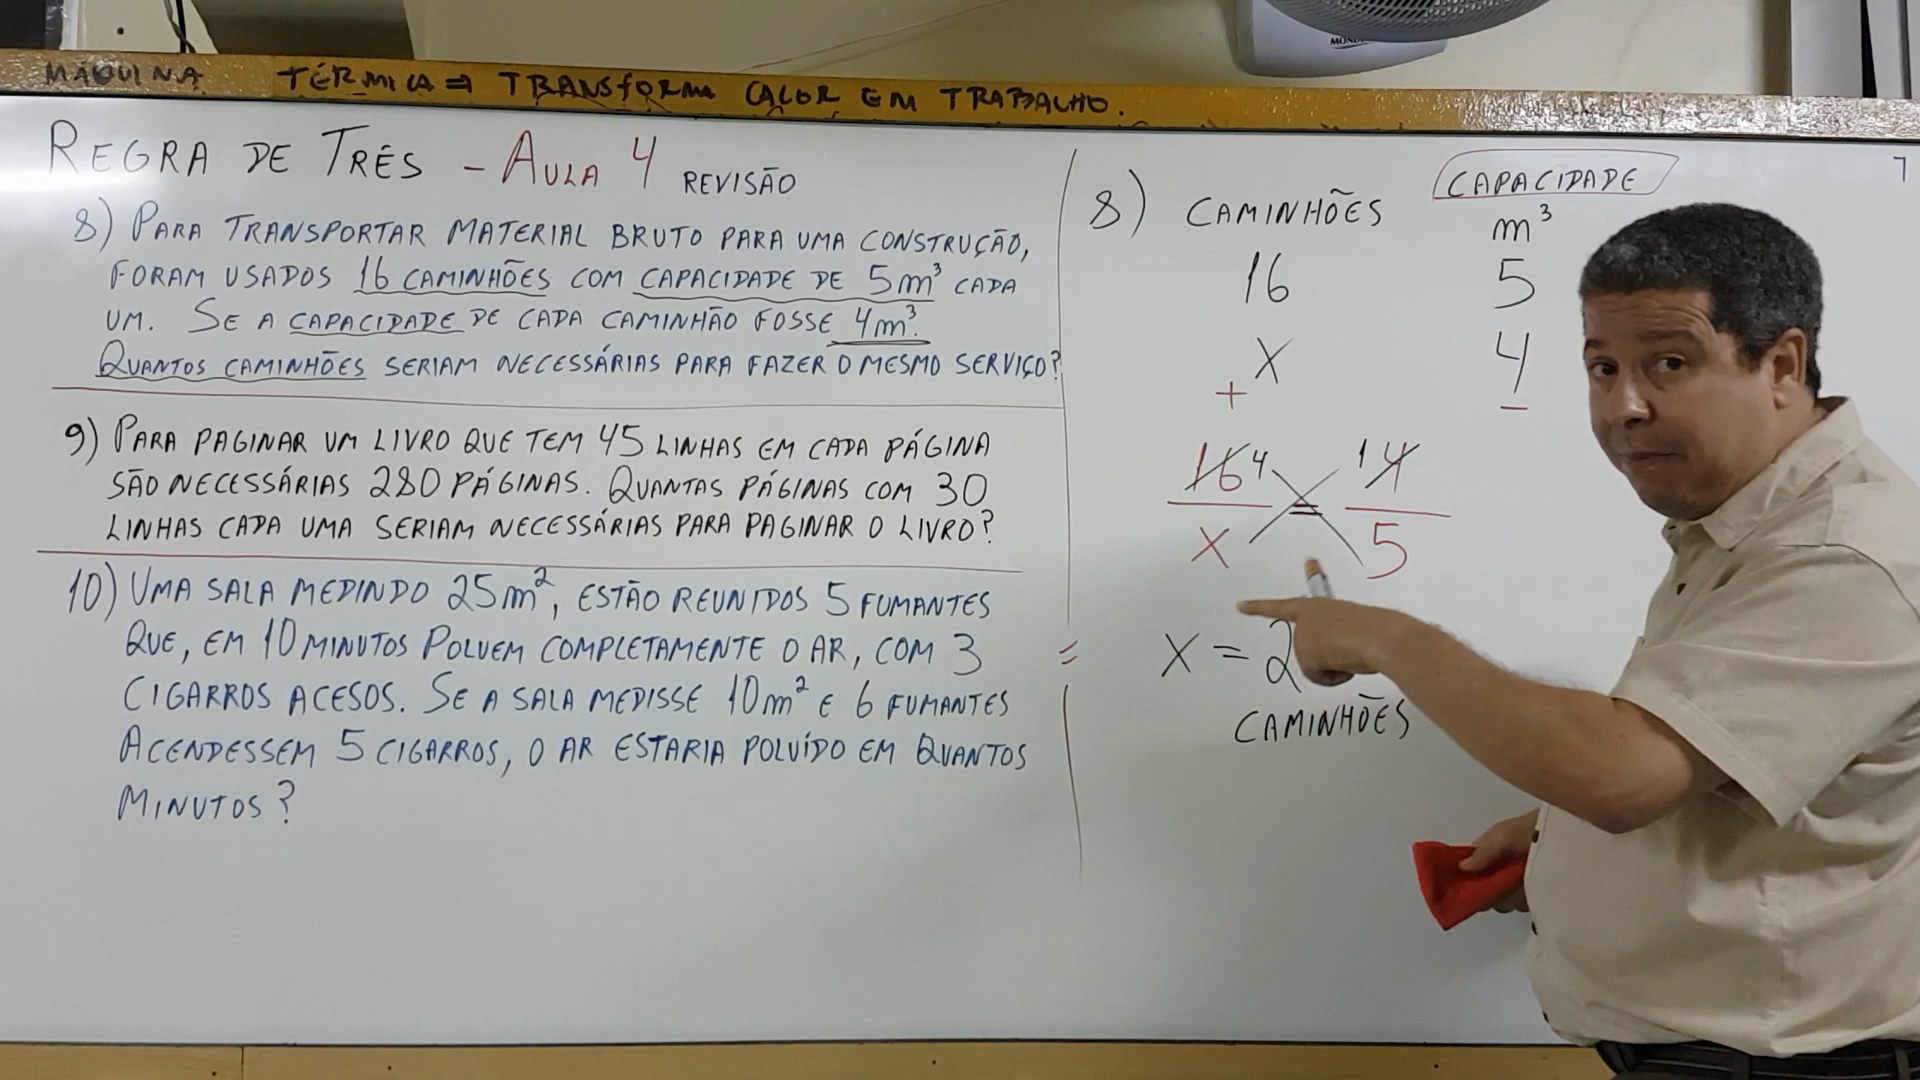 MÁQUINA TÉRMICA ⇒ TRANSFORMA CALOR EM TRABALHO.
REGRA DE TRÊS - AULA 4 REVISÃO
8) PARA TRANSPORTAR MATERIAL BRUTO PARA UMA CONSTRUÇÃO,
FORAM USADOS 16 CAMINHÕES COM CAPACIDADE DE 5m³ CADA
UM. SE A CAPACIDADE DE CADA CAMINHÃO FOSSE 4m³.
QUANTOS CAMINHÕES SERIAM NECESSÁRIAS PARA FAZER O MESMO SERVIÇO?
9) PARA PAGINAR UM LIVRO QUE TEM 45 LINHAS EM CADA PÁGINA
SÃO NECESSÁRIAS 280 PÁGINAS. QUANTAS PÁGINAS COM 30
LINHAS CADA UMA SERIAM NECESSÁRIAS PARA PAGINAR O LIVRO?
10) UMA SALA MEDINDO 25m², ESTÃO REUNIDOS 5 FUMANTES
QUE, EM 10 MINUTOS POLUEM COMPLETAMENTE O AR, COM 3
CIGARROS ACESOS. SE A SALA MEDISSE 10m² E 6 FUMANTES
ACENDESSEM 5 CIGARROS, O AR ESTARIA POLUÍDO EM QUANTOS
MINUTOS?
8) CAMINHÕES CAPACIDADE
m³
16 5
X 4
+ -
16 4 1 4
=
X 5
X = 2
CAMINHÕES